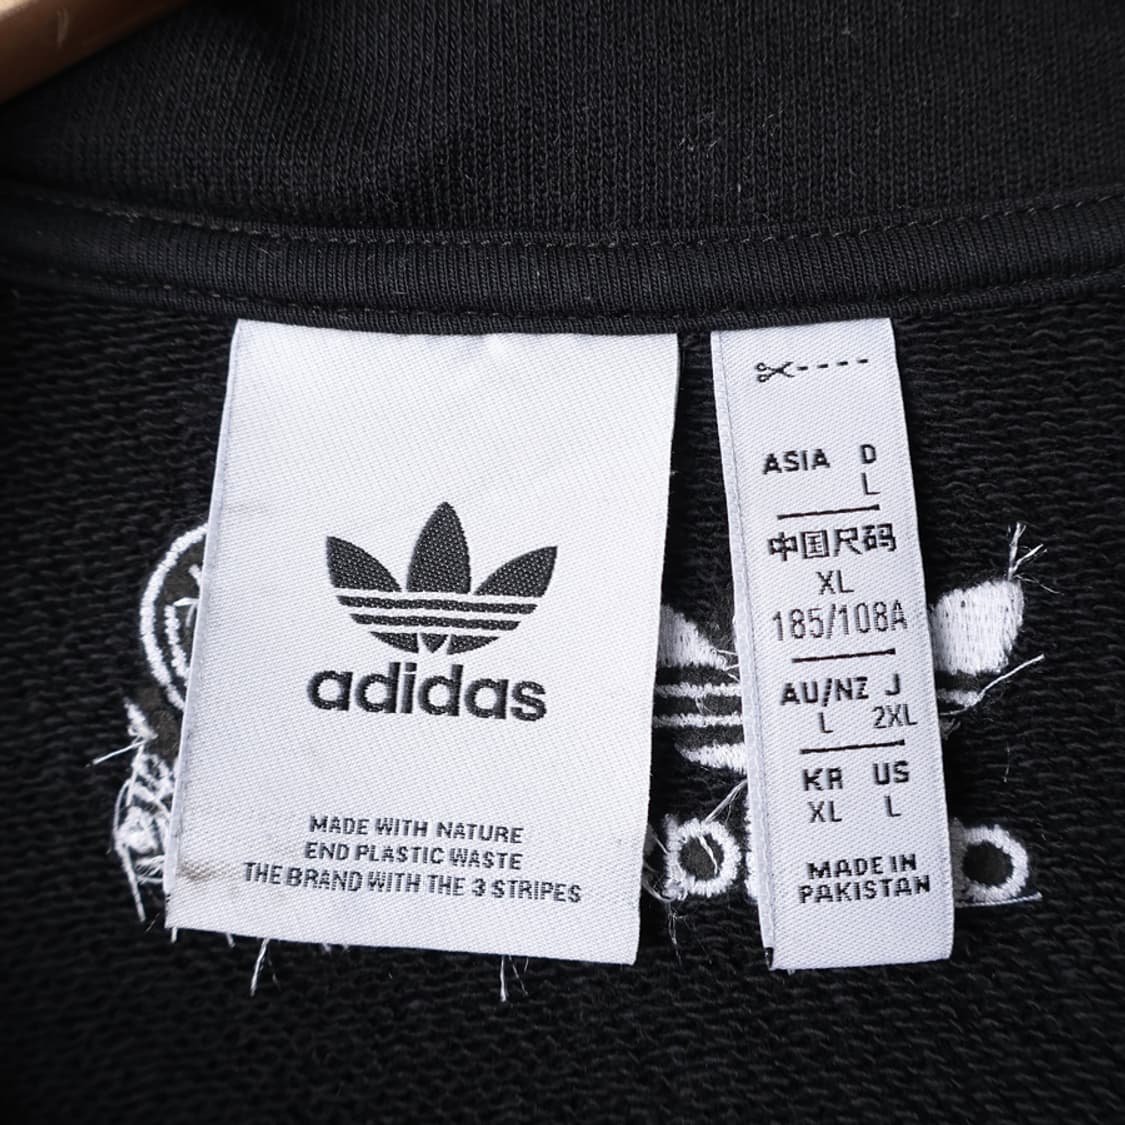 adidas
MADE WITH NATURE
END PLASTIC WASTE
THE BRAND WITH THE 3 STRIPES
ASIA D
L
中国尺码
XL
185/108A
AU/NZ J
L 2XL
KR US
XL L
MADE IN
PAKISTAN